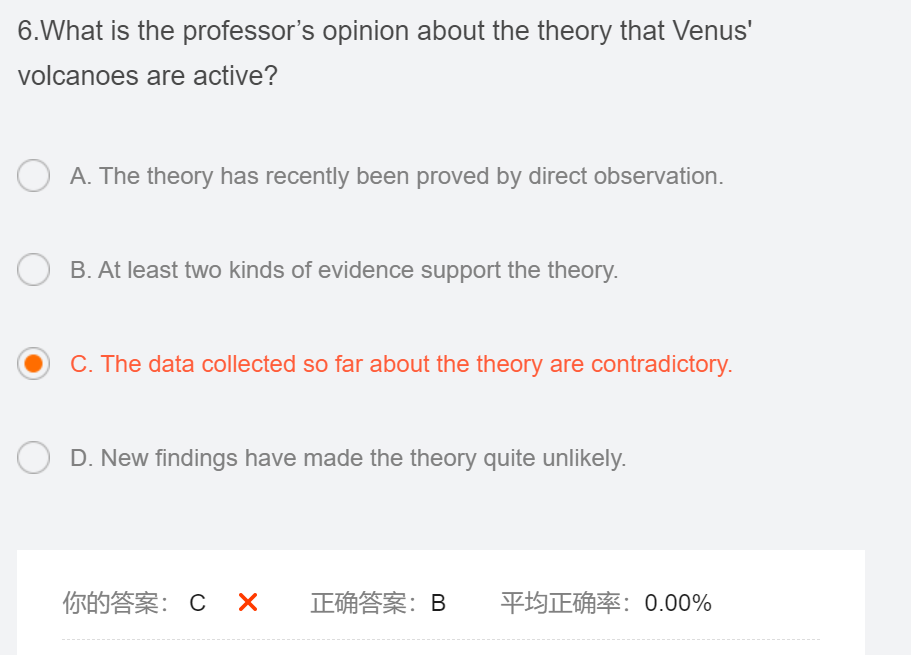 6.What is the professor’s opinion about the theory that Venus'
volcanoes are active?
A. The theory has recently been proved by direct observation.
B. At least two kinds of evidence support the theory.
C. The data collected so far about the theory are contradictory.
D. New findings have made the theory quite unlikely.
你的答案： C ✕ 正确答案： B 平均正确率： 0.00%